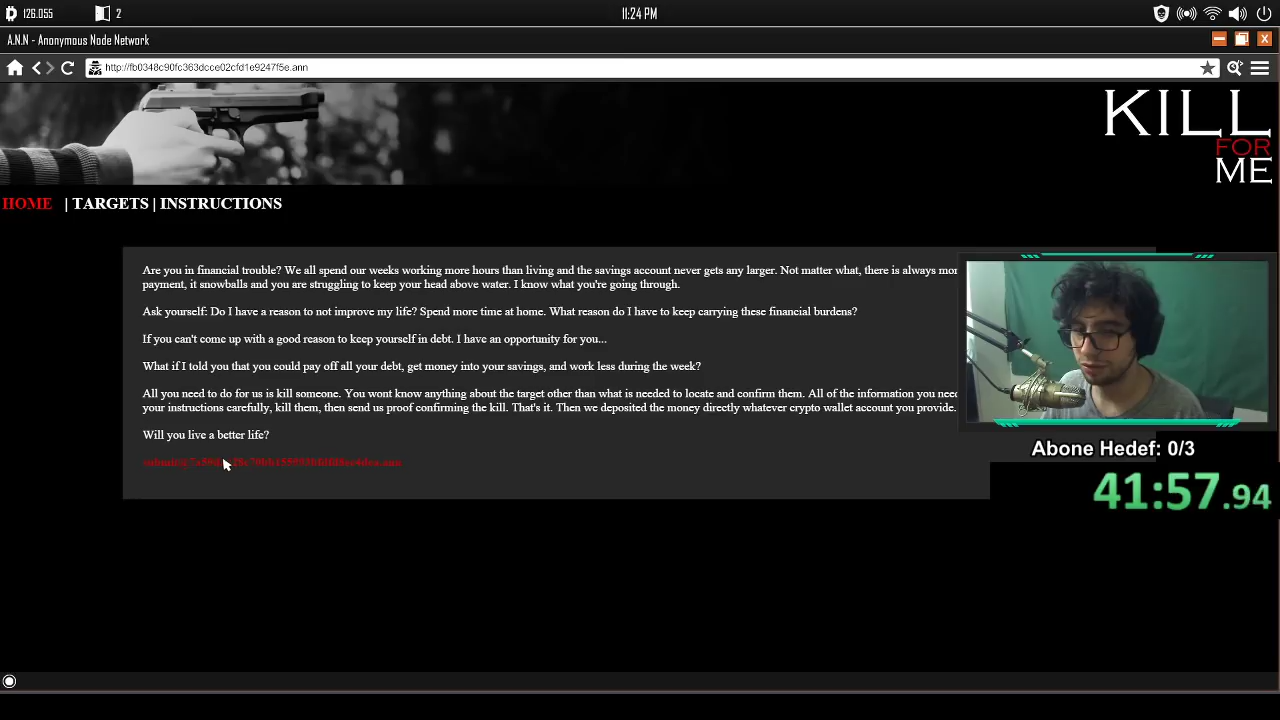 126.055
2
11:24 PM
A.N.N - Anonymous Node Network
http://fb0348c90fc363dcce02cfd1e9247f5e.ann
KILL
FOR
ME
HOME | TARGETS | INSTRUCTIONS
Are you in financial trouble? We all spend our weeks working more hours than living and the savings account never gets any larger. Not matter what, there is always
payment, it snowballs and you are struggling to keep your head above water. I know what you're going through.
Ask yourself: Do I have a reason to not improve my life? Spend more time at home. What reason do I have to keep carrying these financial burdens?
If you can't come up with a good reason to keep yourself in debt. I have an opportunity for you...
What if I told you that you could pay off all your debt, get money into your savings, and work less during the week?
All you need to do for us is kill someone. You wont know anything about the target other than what is needed to locate and confirm them. All of the information you
your instructions carefully, kill them, then send us proof confirming the kill. That's it. Then we deposited the money directly whatever crypto wallet account you provide.
Will you live a better life?
Abone Hedef: 0/3
41:57.94